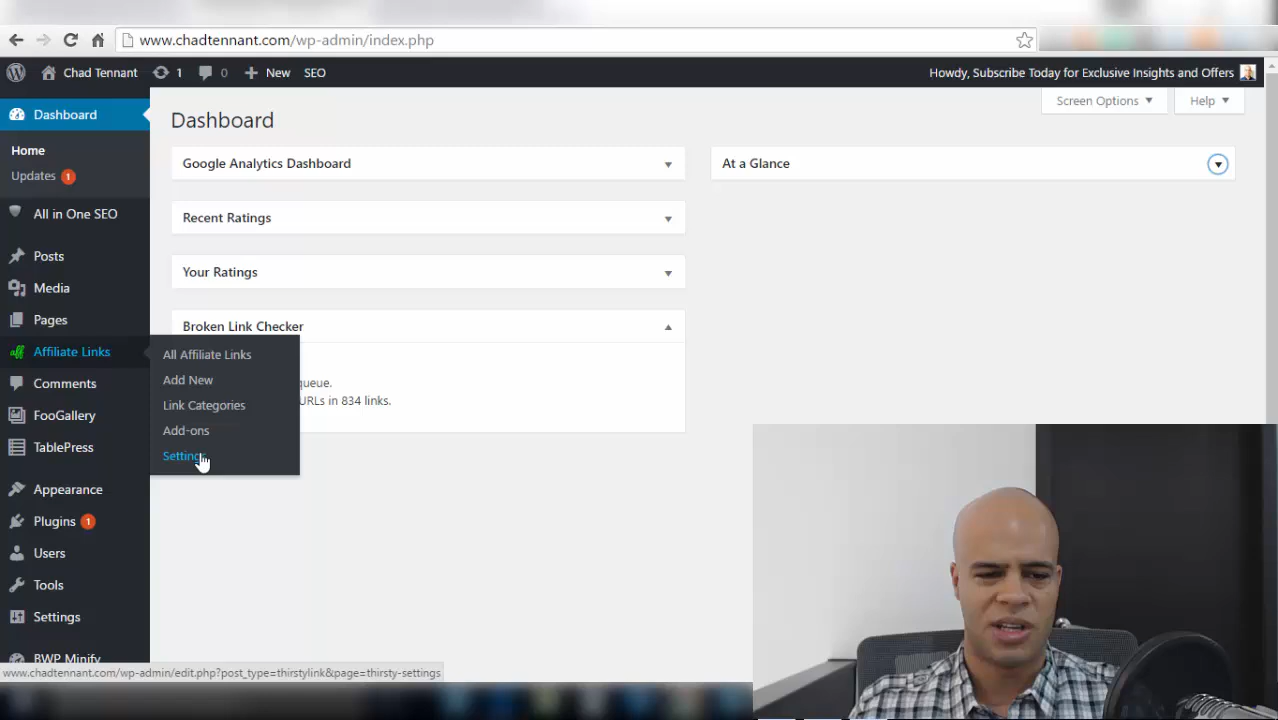 www.chadtennant.com/wp-admin/index.php
Chad Tennant 1 0 New SEO
Howdy, Subscribe Today for Exclusive Insights and Offers
Screen Options Help
Dashboard
Home
Updates 1
All in One SEO
Posts
Media
Pages
Affiliate Links
Comments
FooGallery
TablePress
Appearance
Plugins 1
Users
Tools
Settings
BWP Minify
All Affiliate Links
Add New
Link Categories
Add-ons
Settings
Dashboard
Google Analytics Dashboard
Recent Ratings
Your Ratings
Broken Link Checker
queue.
URLs in 834 links.
At a Glance
www.chadtennant.com/wp-admin/edit.php?post_type=thirstylink&page=thirsty-settings